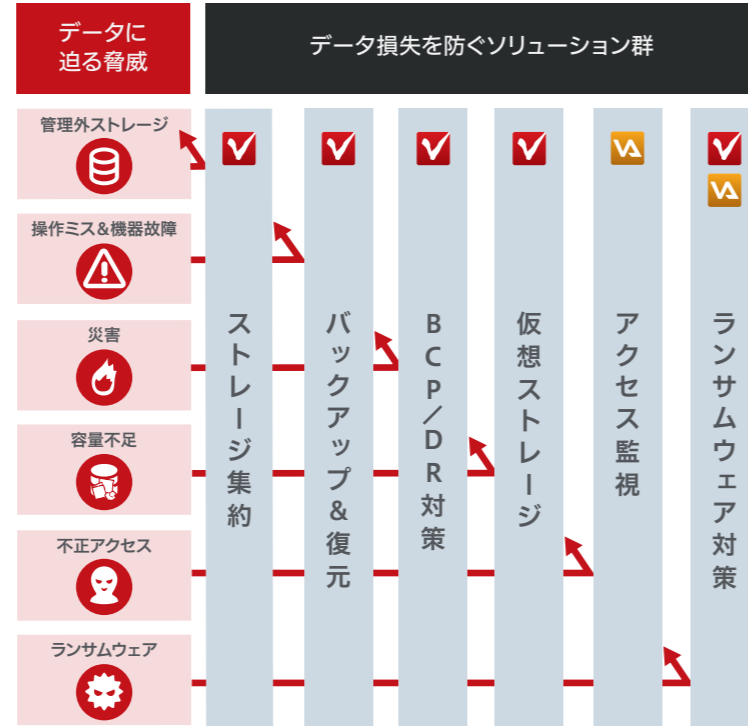 データに
迫る脅威
データ損失を防ぐソリューション群
管理外ストレージ
操作ミス&機器故障
災害
容量不足
不正アクセス
ランサムウェア
ストレージ集約
バックアップ&復元
BCP/DR対策
仮想ストレージ
アクセス監視
ランサムウェア対策